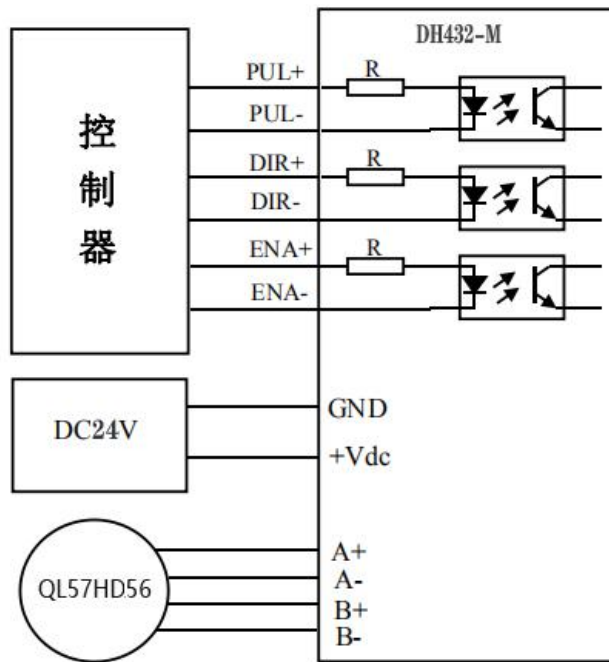 DH432-M
控
制
器
PUL+
R
PUL-
DIR+
R
DIR-
ENA+
R
ENA-
DC24V
GND
+Vdc
QL57HD56
A+
A-
B+
B-